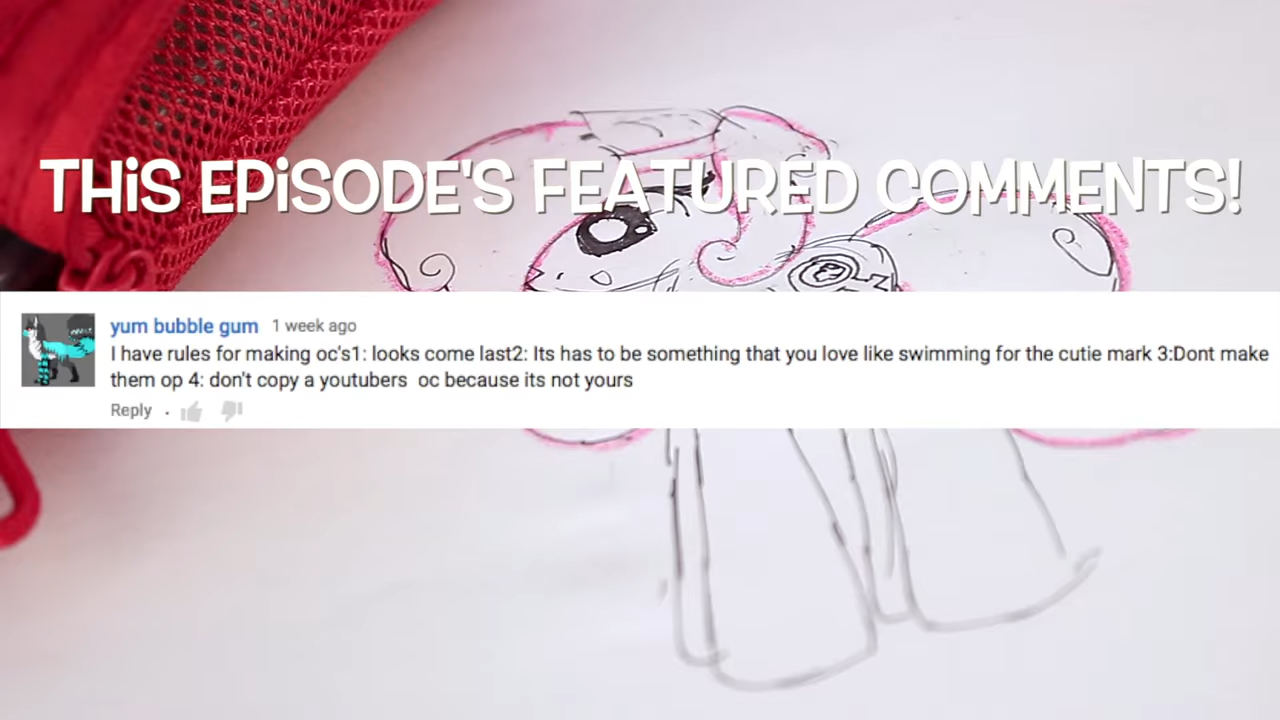 THiS EPiSODE'S FEATURED COMMENTS!
yum bubble gum 1 week ago
I have rules for making oc's1: looks come last2: Its has to be something that you love like swimming for the cutie mark 3:Dont make
them op 4: don't copy a youtubers oc because its not yours
Reply .